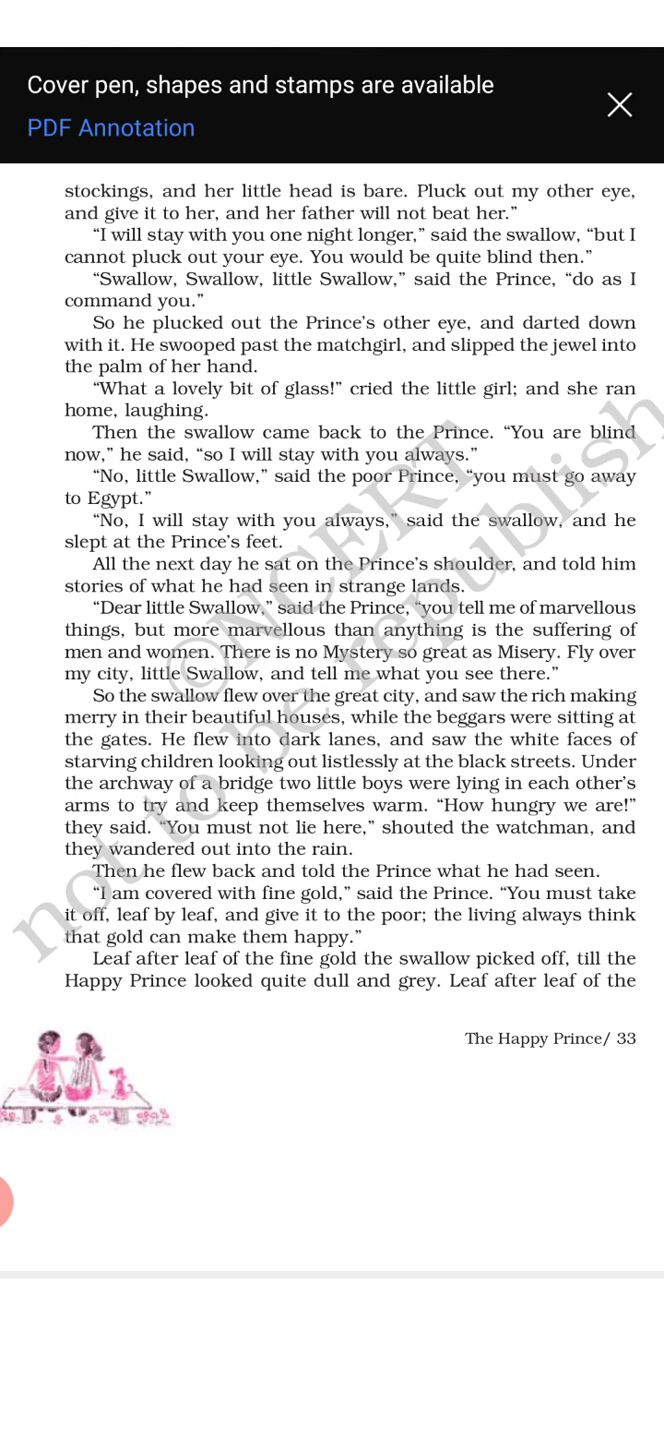 Cover pen, shapes and stamps are available
PDF Annotation
stockings, and her little head is bare. Pluck out my other eye,
and give it to her, and her father will not beat her.”
“I will stay with you one night longer,” said the swallow, “but I
cannot pluck out your eye. You would be quite blind then.”
“Swallow, Swallow, little Swallow,” said the Prince, “do as I
command you.”
So he plucked out the Prince’s other eye, and darted down
with it. He swooped past the matchgirl, and slipped the jewel into
the palm of her hand.
“What a lovely bit of glass!” cried the little girl; and she ran
home, laughing.
Then the swallow came back to the Prince. “You are blind
now,” he said, “so I will stay with you always.”
“No, little Swallow,” said the poor Prince, “you must go away
to Egypt.”
“No, I will stay with you always,” said the swallow, and he
slept at the Prince’s feet.
All the next day he sat on the Prince’s shoulder, and told him
stories of what he had seen in strange lands.
“Dear little Swallow,” said the Prince, “you tell me of marvellous
things, but more marvellous than anything is the suffering of
men and women. There is no Mystery so great as Misery. Fly over
my city, little Swallow, and tell me what you see there.”
So the swallow flew over the great city, and saw the rich making
merry in their beautiful houses, while the beggars were sitting at
the gates. He flew into dark lanes, and saw the white faces of
starving children looking out listlessly at the black streets. Under
the archway of a bridge two little boys were lying in each other’s
arms to try and keep themselves warm. “How hungry we are!”
they said. “You must not lie here,” shouted the watchman, and
they wandered out into the rain.
Then he flew back and told the Prince what he had seen.
“I am covered with fine gold,” said the Prince. “You must take
it off, leaf by leaf, and give it to the poor; the living always think
that gold can make them happy.”
Leaf after leaf of the fine gold the swallow picked off, till the
Happy Prince looked quite dull and grey. Leaf after leaf of the
The Happy Prince/ 33
©NCERT
not to be republish